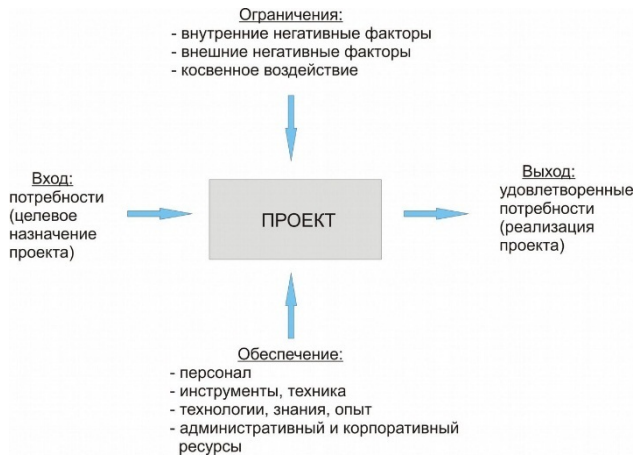 Ограничения:
- внутренние негативные факторы
- внешние негативные факторы
- косвенное воздействие
Вход:
потребности
(целевое
назначение
проекта)
ПРОЕКТ
Выход:
удовлетворенные
потребности
(реализация
проекта)
Обеспечение:
- персонал
- инструменты, техника
- технологии, знания, опыт
- административный и корпоративный
ресурсы